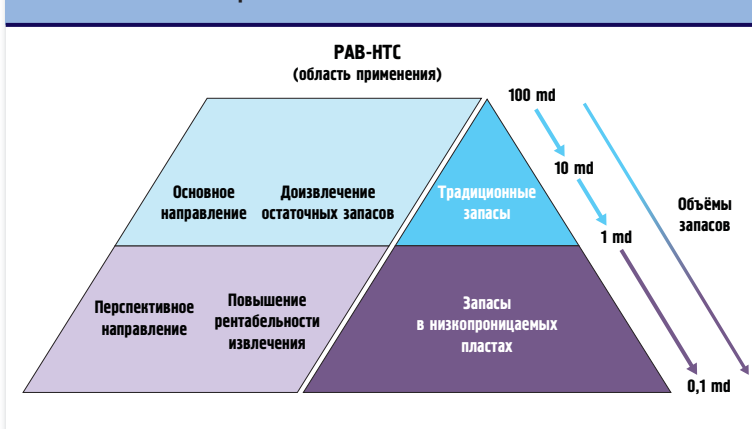 РАВ-НТС
(область применения)
100 md
10 md
Основное
направление
Доизвлечение
остаточных запасов
Традиционные
запасы
Объёмы
запасов
1 md
Перспективное
направление
Повышение
рентабельности
извлечения
Запасы
в низкопроницаемых
пластах
0,1 md